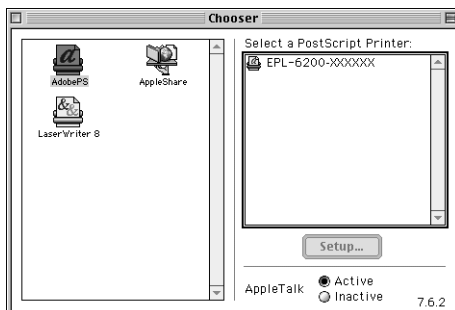 Chooser
AdobePS
AppleShare
LaserWriter 8
Select a PostScript Printer:
EPL-6200-XXXXXX
Setup...
AppleTalk
Active
Inactive
7.6.2